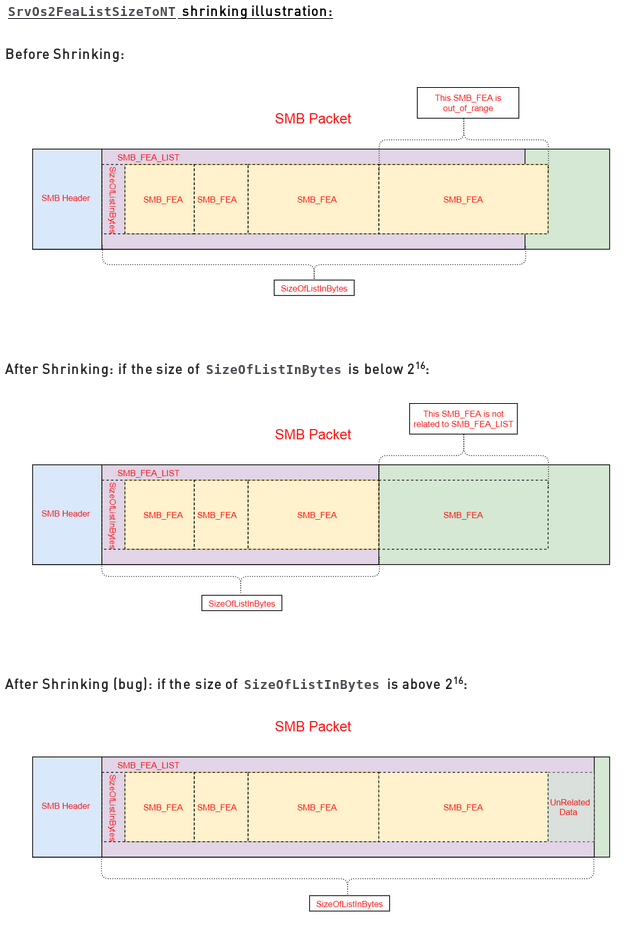 SrvOs2FeaListSizeToNT shrinking illustration:
Before Shrinking:
This SMB_FEA is
out_of_range
SMB Packet
SMB_FEA_LIST
SMB Header
SizeOfListInBytes
SMB_FEA
SMB_FEA
SMB_FEA
SMB_FEA
SizeOfListInBytes
After Shrinking: if the size of SizeOfListInBytes is below 2¹⁶:
This SMB_FEA is not
related to SMB_FEA_LIST
SMB Packet
SMB_FEA_LIST
SMB Header
SizeOfListInBytes
SMB_FEA
SMB_FEA
SMB_FEA
SMB_FEA
SizeOfListInBytes
After Shrinking (bug): if the size of SizeOfListInBytes is above 2¹⁶:
SMB Packet
SMB_FEA_LIST
SMB Header
SizeOfListInBytes
SMB_FEA
SMB_FEA
SMB_FEA
SMB_FEA
UnRelated
Data
SizeOfListInBytes